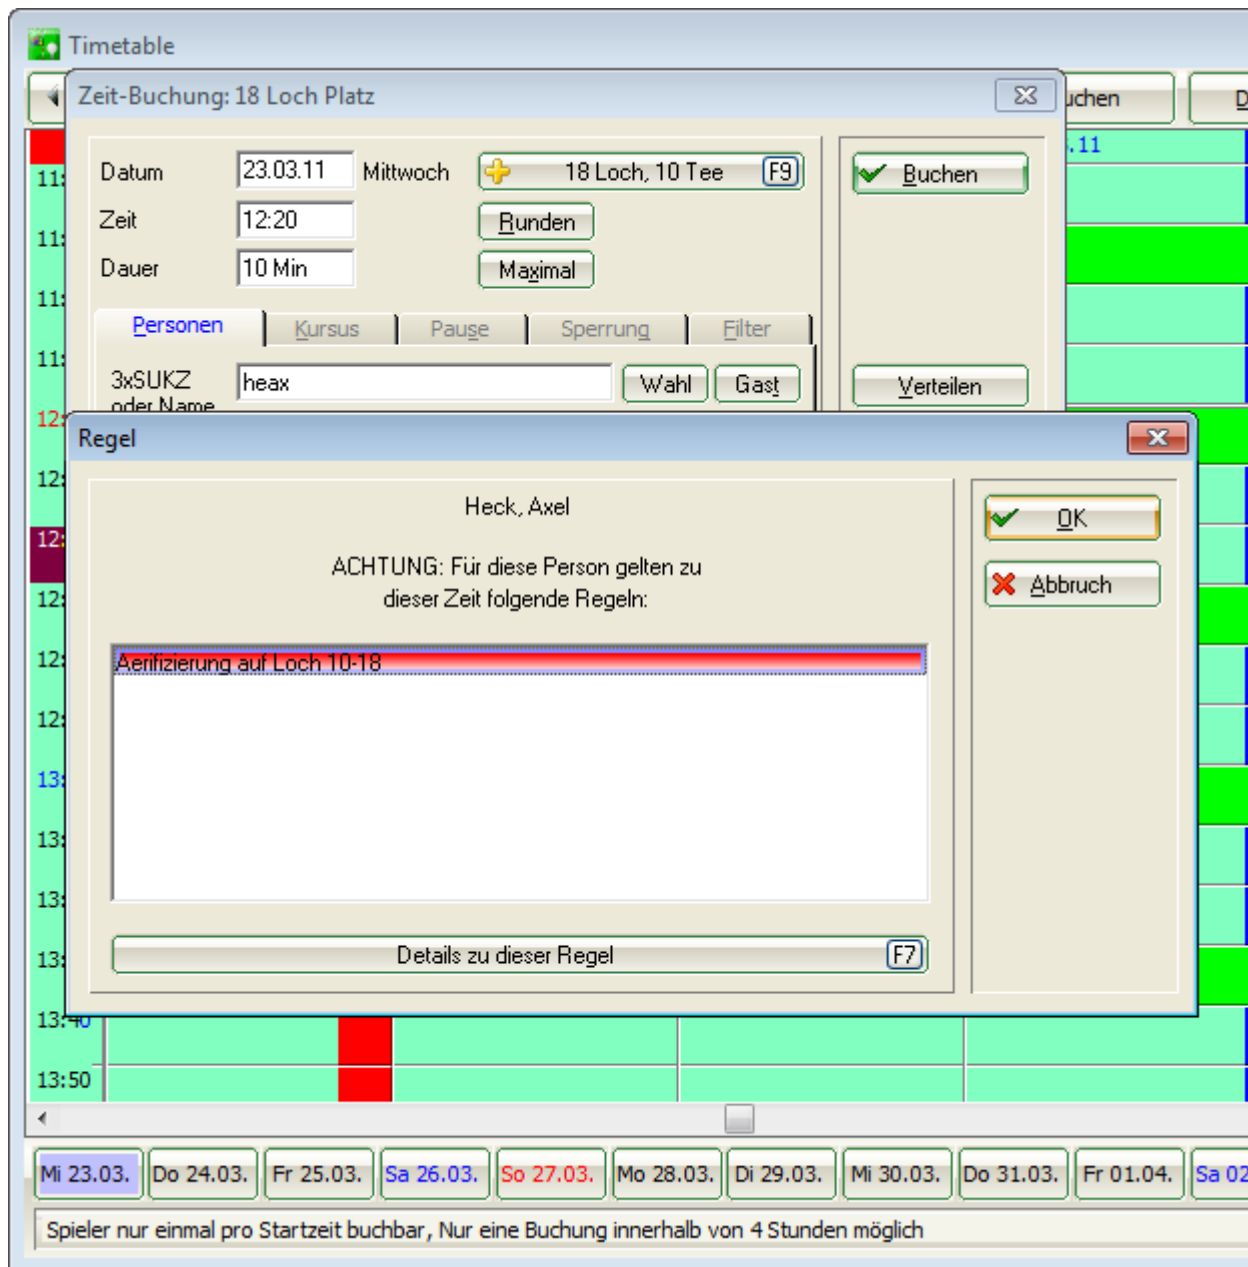 Timetable
Zeit-Buchung: 18 Loch Platz
uchen
Datum 23.03.11 Mittwoch 18 Loch, 10 Tee F9 Buchen
.11
Zeit 12:20 Runden
Dauer 10 Min Maximal
Personen Kursus Pause Sperrung Filter
3xSUKZ heax Wahl Gast Verteilen
oder Name
Regel
Heck, Axel
OK
ACHTUNG: Für diese Person gelten zu
dieser Zeit folgende Regeln:
Abbruch
Aerifizierung auf Loch 10-18
Details zu dieser Regel F7
13:40
13:50
Mi 23.03. Do 24.03. Fr 25.03. Sa 26.03. So 27.03. Mo 28.03. Di 29.03. Mi 30.03. Do 31.03. Fr 01.04. Sa 02
Spieler nur einmal pro Startzeit buchbar, Nur eine Buchung innerhalb von 4 Stunden möglich